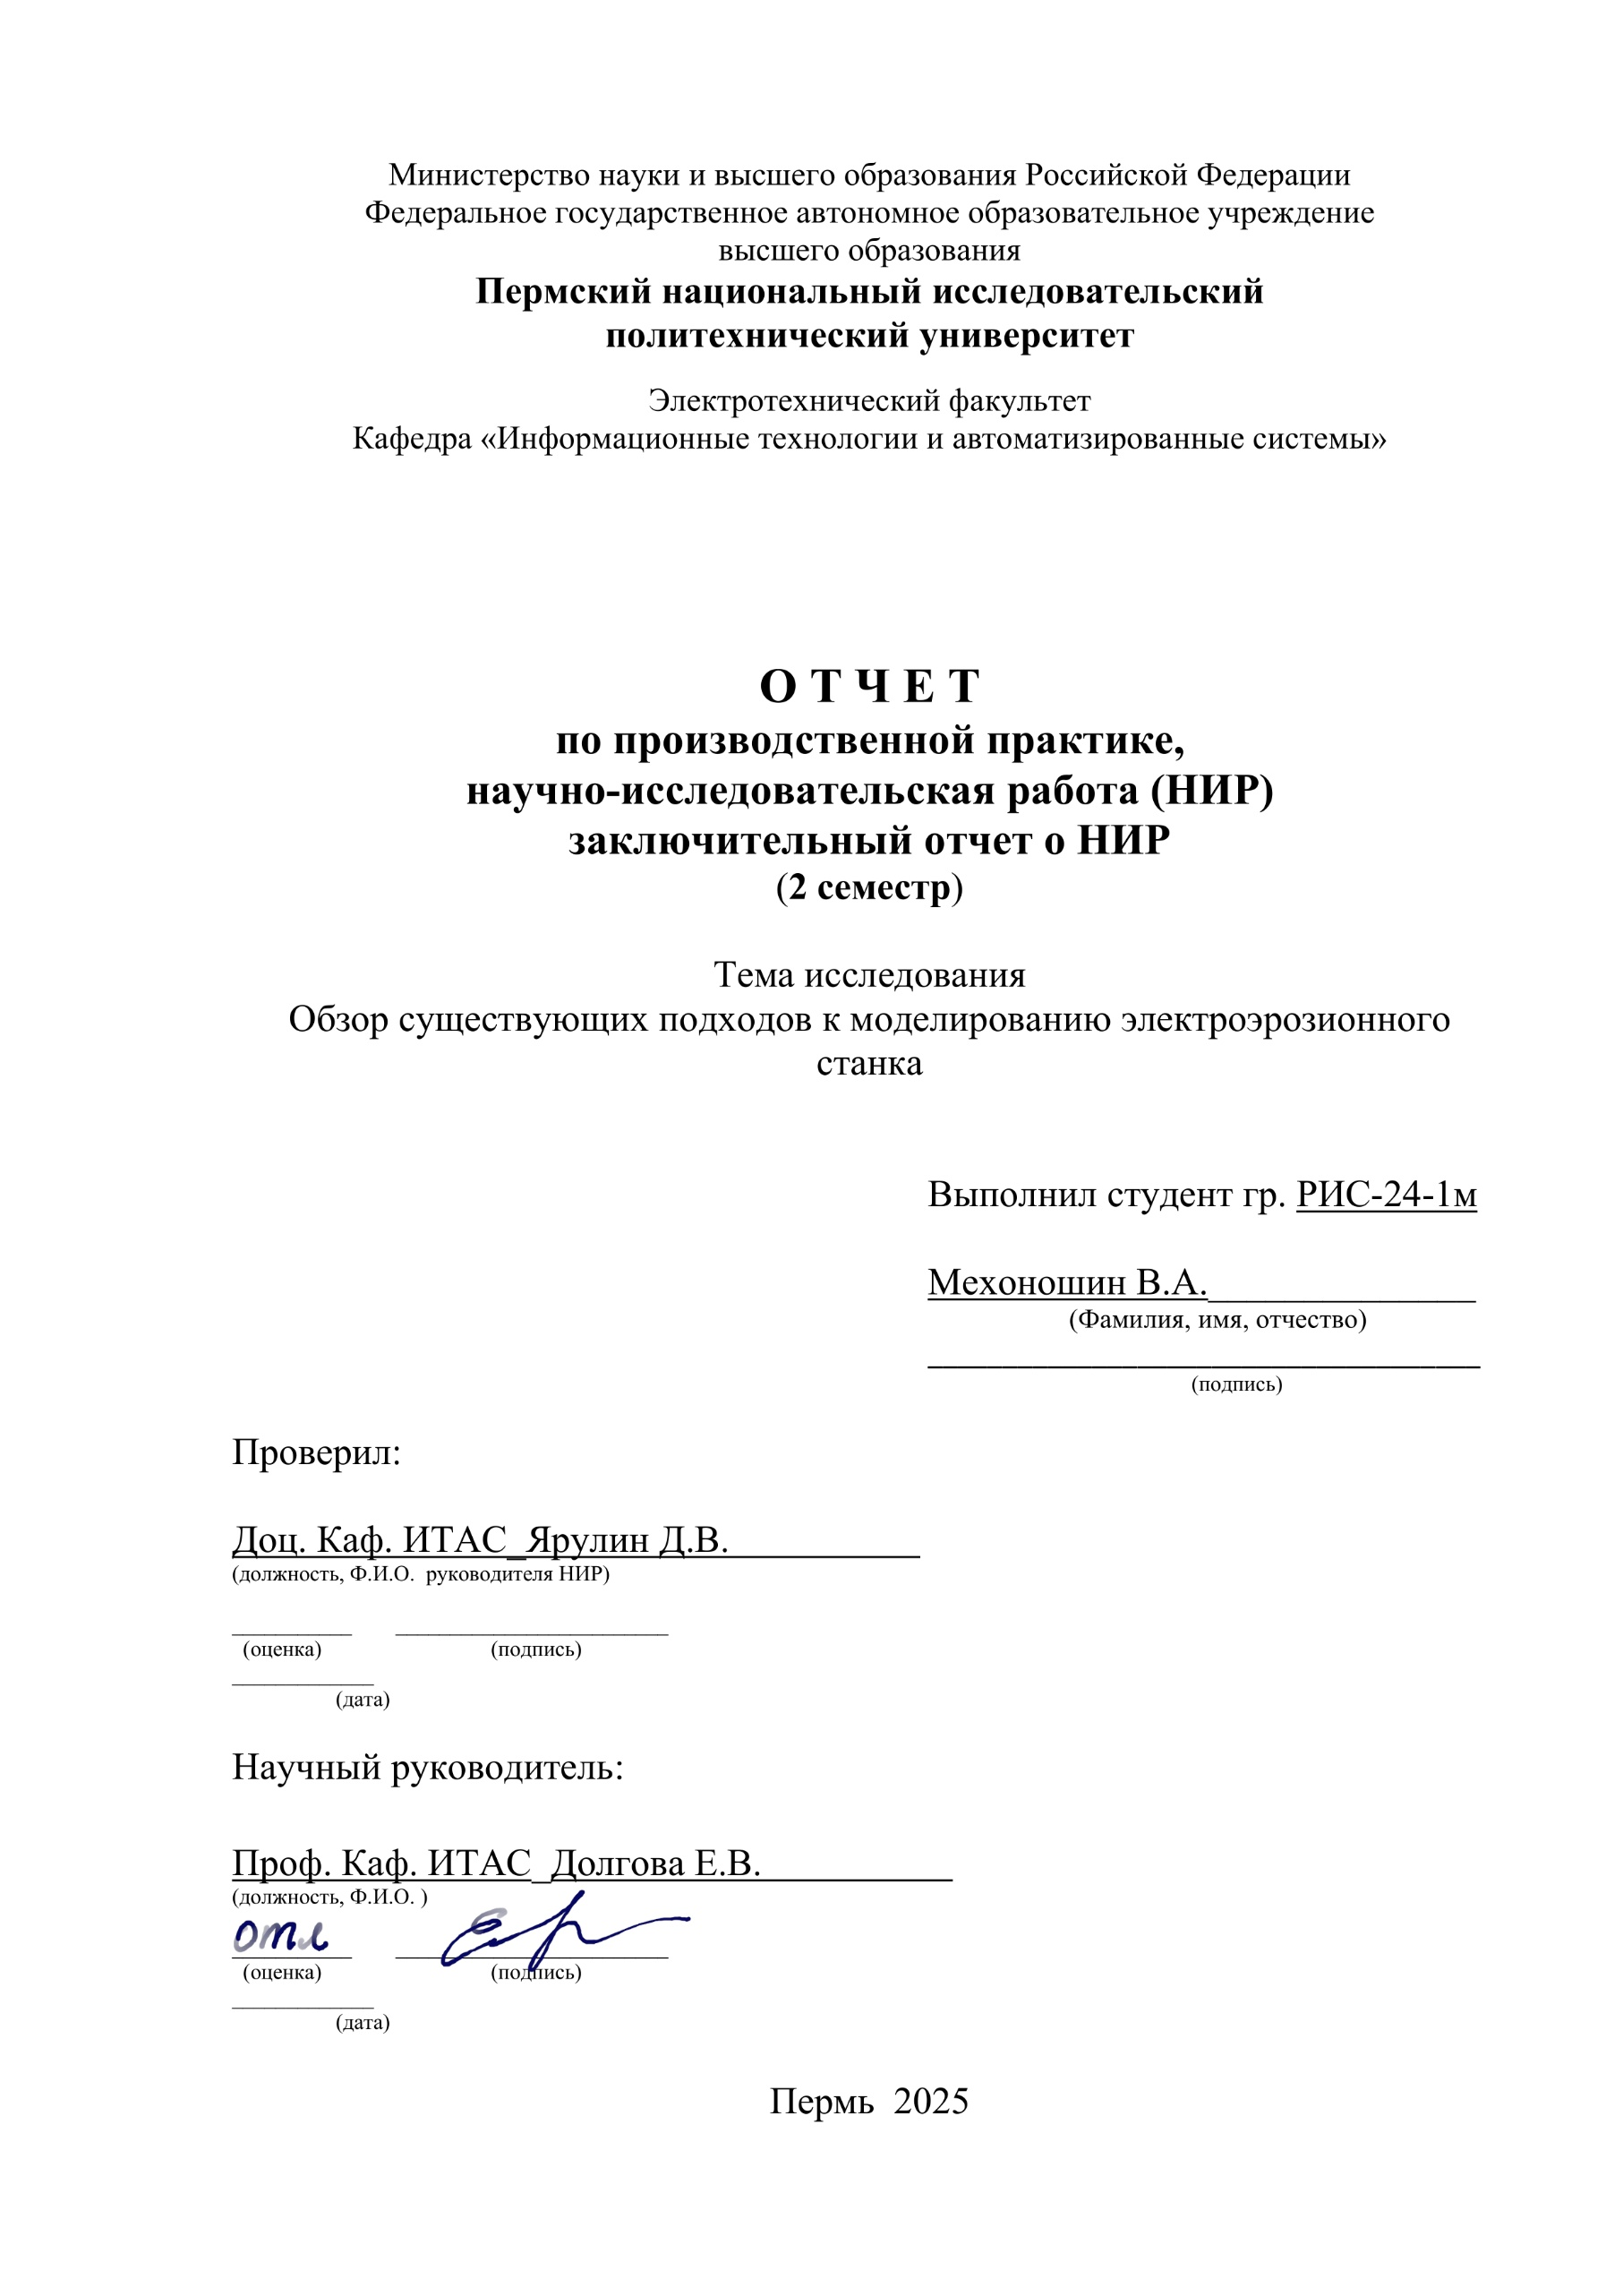 Министерство науки и высшего образования Российской Федерации
Федеральное государственное автономное образовательное учреждение
высшего образования
Пермский национальный исследовательский
политехнический университет
Электротехнический факультет
Кафедра «Информационные технологии и автоматизированные системы»
О Т Ч Е Т
по производственной практике,
научно-исследовательская работа (НИР)
заключительный отчет о НИР
(2 семестр)
Тема исследования
Обзор существующих подходов к моделированию электроэрозионного
станка
Выполнил студент гр. РИС-24-1м
Мехоношин В.А.
(Фамилия, имя, отчество)
(подпись)
Проверил:
Доц. Каф. ИТАС_Ярулин Д.В.
(должность, Ф.И.О. руководителя НИР)
(оценка) (подпись)
(дата)
Научный руководитель:
Проф. Каф. ИТАС_Долгова Е.В.
(должность, Ф.И.О. )
отл
(оценка) (подпись)
(дата)
Пермь 2025